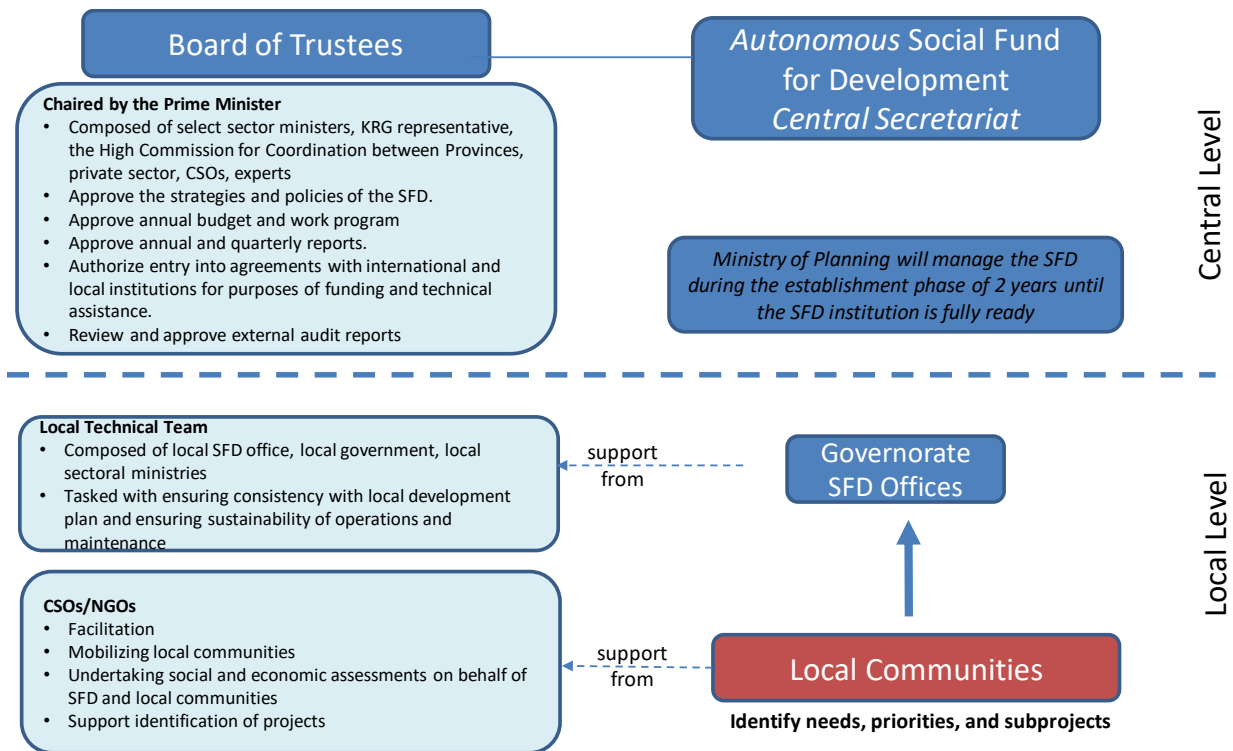 Board of Trustees
Autonomous Social Fund
for Development
Central Secretariat
Chaired by the Prime Minister
• Composed of select sector ministers, KRG representative,
the High Commission for Coordination between Provinces,
private sector, CSOs, experts
• Approve the strategies and policies of the SFD.
• Approve annual budget and work program
• Approve annual and quarterly reports.
• Authorize entry into agreements with international and
local institutions for purposes of funding and technical
assistance.
• Review and approve external audit reports
Ministry of Planning will manage the SFD
during the establishment phase of 2 years until
the SFD institution is fully ready
Central Level
Local Technical Team
• Composed of local SFD office, local government, local
sectoral ministries
• Tasked with ensuring consistency with local development
plan and ensuring sustainability of operations and
maintenance
support
from
Governorate
SFD Offices
CSOs/NGOs
• Facilitation
• Mobilizing local communities
• Undertaking social and economic assessments on behalf of
SFD and local communities
• Support identification of projects
support
from
Local Communities
Identify needs, priorities, and subprojects
Local Level